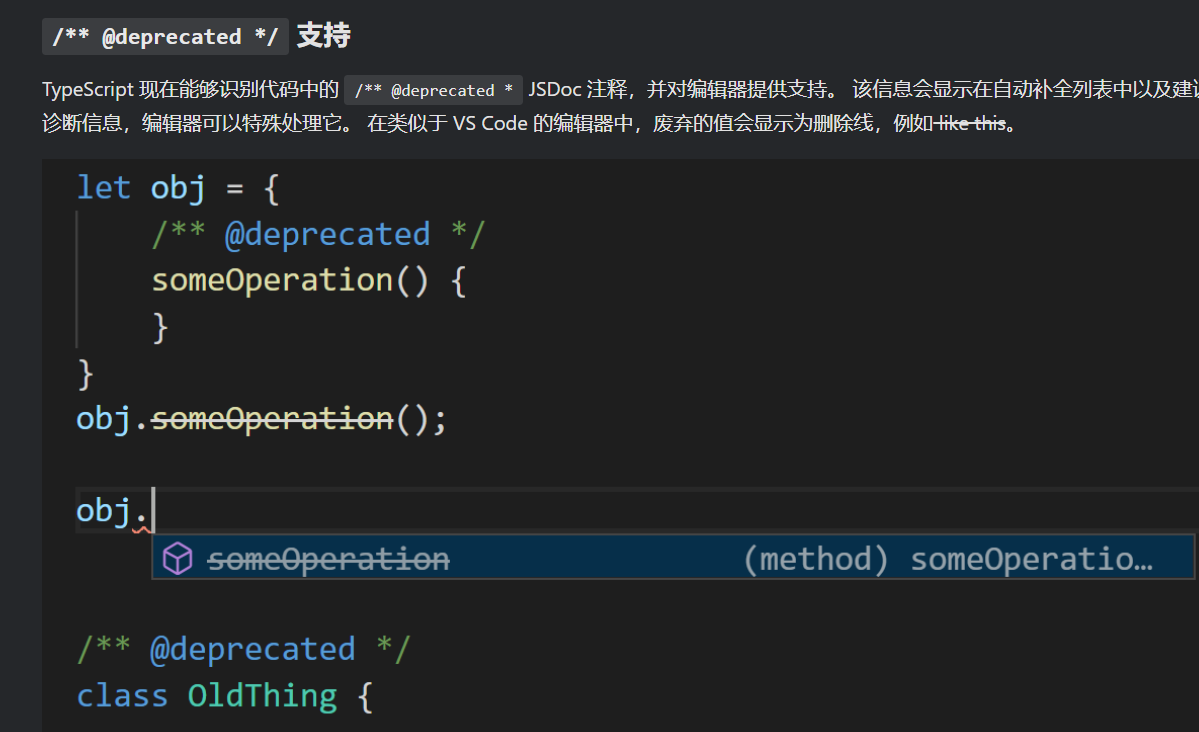 /** @deprecated */ 支持
TypeScript 现在能够识别代码中的 /** @deprecated * JSDoc 注释，并对编辑器提供支持。 该信息会显示在自动补全列表中以及建议
诊断信息，编辑器可以特殊处理它。 在类似于 VS Code 的编辑器中，废弃的值会显示为删除线，例如 like this。
let obj = {
/** @deprecated */
someOperation() {
}
}
obj.someOperation();
obj.
someOperation (method) someOperatio…
/** @deprecated */
class OldThing {